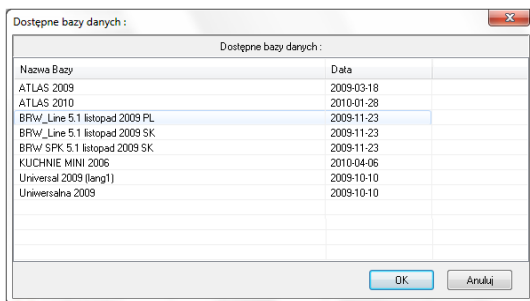 Dostępne bazy danych :
Dostępne bazy danych :
Nazwa Bazy Data
ATLAS 2009 2009-03-18
ATLAS 2010 2010-01-28
BRW_Line 5.1 listopad 2009 PL 2009-11-23
BRW_Line 5.1 listopad 2009 SK 2009-11-23
BRW SPK 5.1 listopad 2009 SK 2009-11-23
KUCHNIE MINI 2006 2010-04-06
Universal 2009 (lang1) 2009-10-10
Uniwersalna 2009 2009-10-10
OK Anuluj